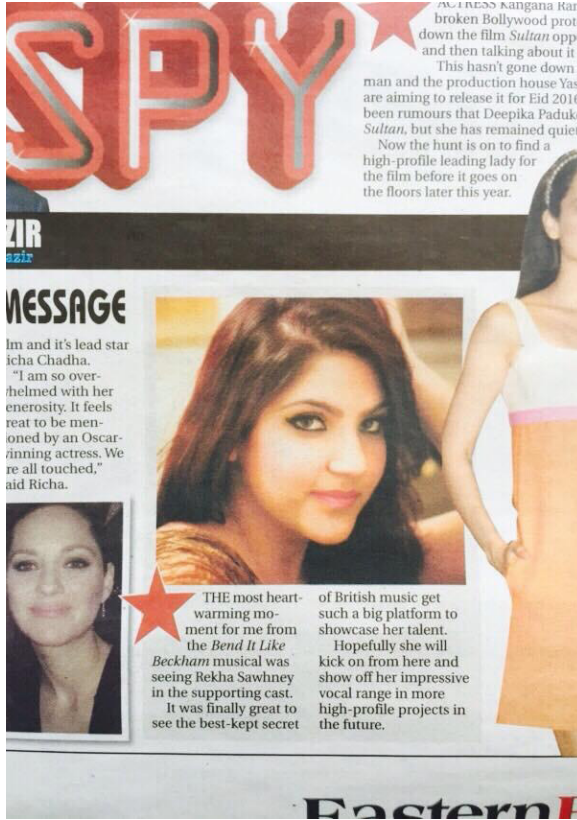 SPY
ACTRESS Kangana
broken Bollywood
down the film Sultan
and then talking about it
This hasn't gone down
man and the production house
are aiming to release it for Eid
been rumours that Deepika
Sultan, but she has remained
Now the hunt is on to find a
high-profile leading lady for
the film before it goes on
the floors later this year.
ZIR
azir
MESSAGE
lm and it's lead star
icha Chadha.
"I am so over-
whelmed with her
enerosity. It feels
reat to be men-
oned by an Oscar-
winning actress. We
re all touched,"
aid Richa.
THE most heart-
warming mo-
ment for me from
the Bend It Like
Beckham musical was
seeing Rekha Sawhney
in the supporting cast.
It was finally great to
see the best-kept secret
of British music get
such a big platform to
showcase her talent.
Hopefully she will
kick on from here and
show off her impressive
vocal range in more
high-profile projects in
the future.
Eastern